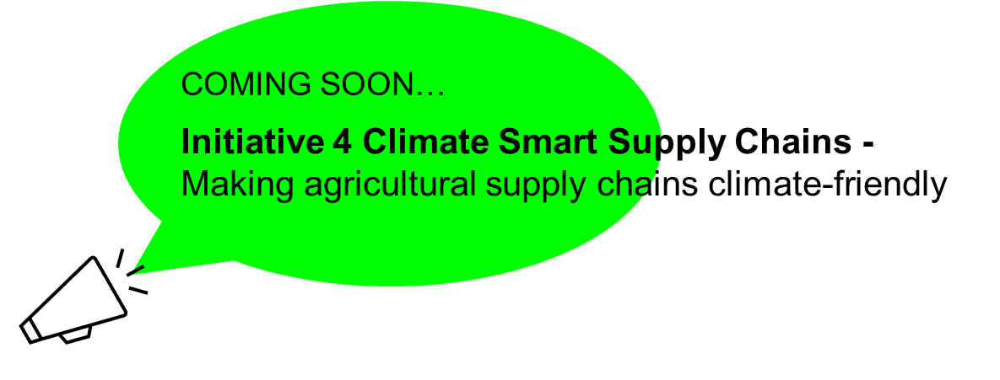 COMING SOON…
Initiative 4 Climate Smart Supply Chains -
Making agricultural supply chains climate-friendly